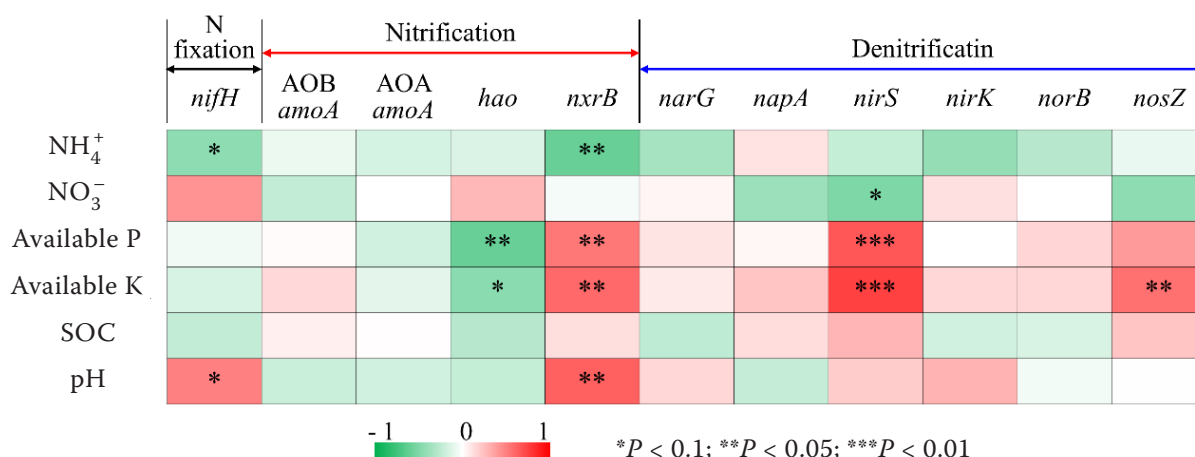 N
fixation
Nitrification
Denitrificatin
nifH
AOB
amoA
AOA
amoA
hao
nxrB
narG
napA
nirS
nirK
norB
nosZ
NH₄⁺ * **
NO₃⁻ *
Available P ** ** ***
Available K * ** *** **
SOC
pH * **
- 1 0 1
*P < 0.1; **P < 0.05; ***P < 0.01